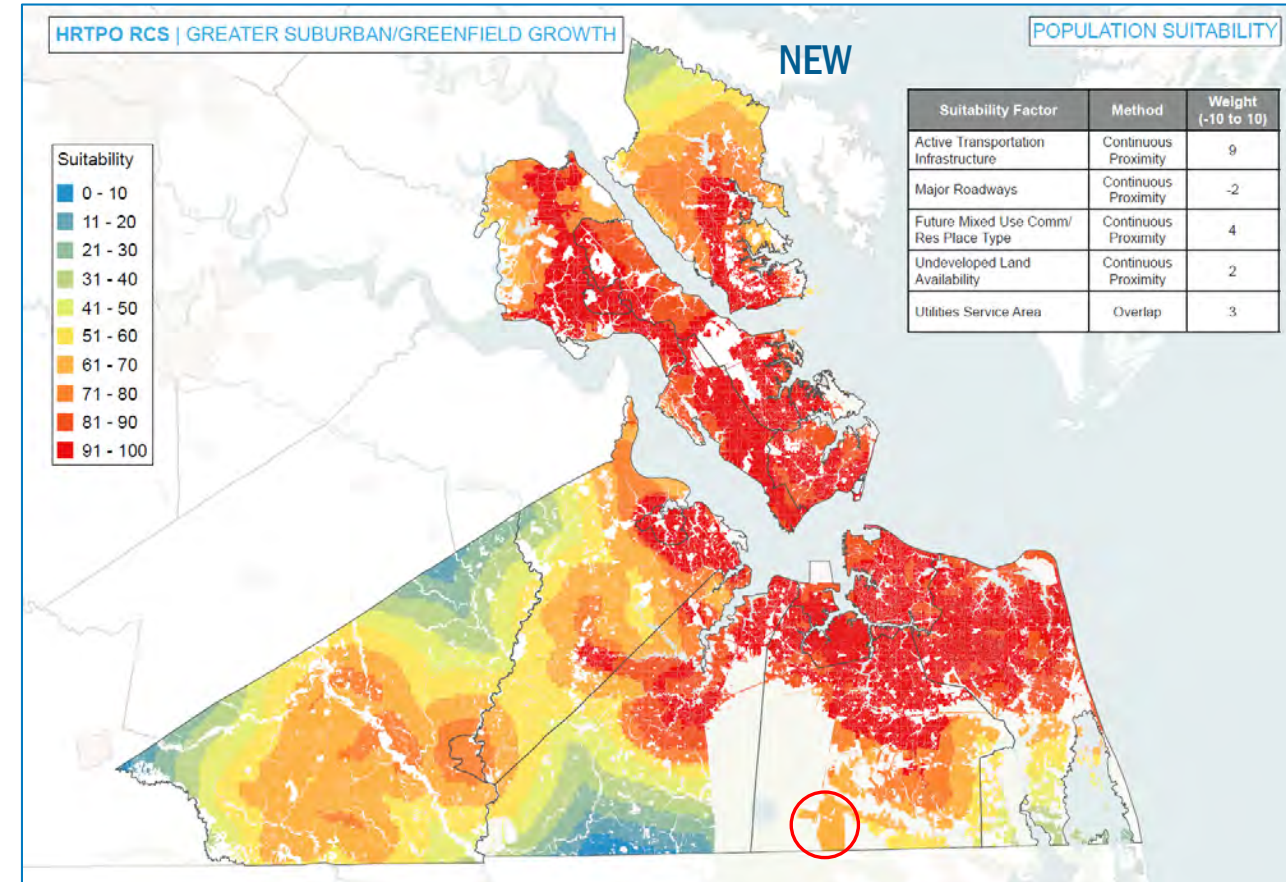 HRTPO RCS | GREATER SUBURBAN/GREENFIELD GROWTH
NEW
POPULATION SUITABILITY
Suitability Factor Method Weight
(-10 to 10)
Active Transportation
Infrastructure Continuous
Proximity 9
Major Roadways Continuous
Proximity -2
Future Mixed Use Comm/
Res Place Type Continuous
Proximity 4
Undeveloped Land
Availability Continuous
Proximity 2
Utilities Service Area Overlap 3
Suitability
0 - 10
11 - 20
21 - 30
31 - 40
41 - 50
51 - 60
61 - 70
71 - 80
81 - 90
91 - 100